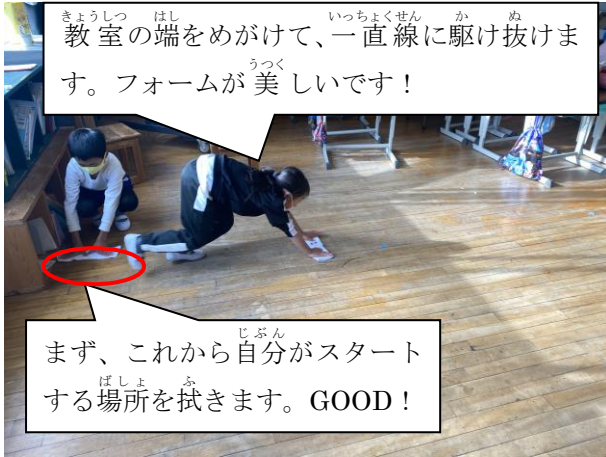 教室の端をめがけて、一直線に駆け抜けま
す。フォームが美しいです！
まず、これから自分がスタート
する場所を拭きます。GOOD！